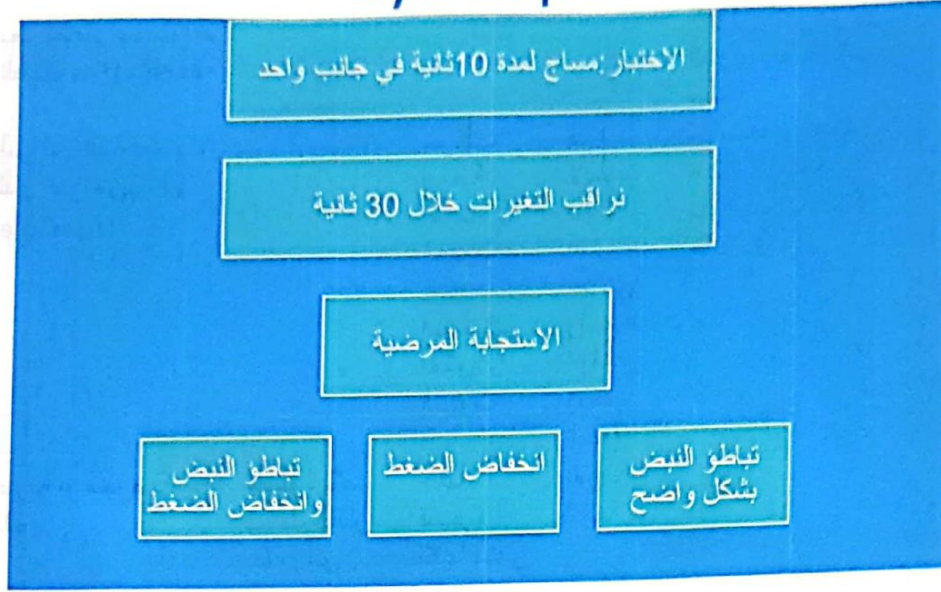 الاختبار:مساج لمدة 10ثانية في جانب واحد
نراقب التغيرات خلال 30 ثانية
الاستجابة المرضية
تباطؤ النبض
بشكل واضح
انخفاض الضغط
تباطؤ النبض
وانخفاض الضغط